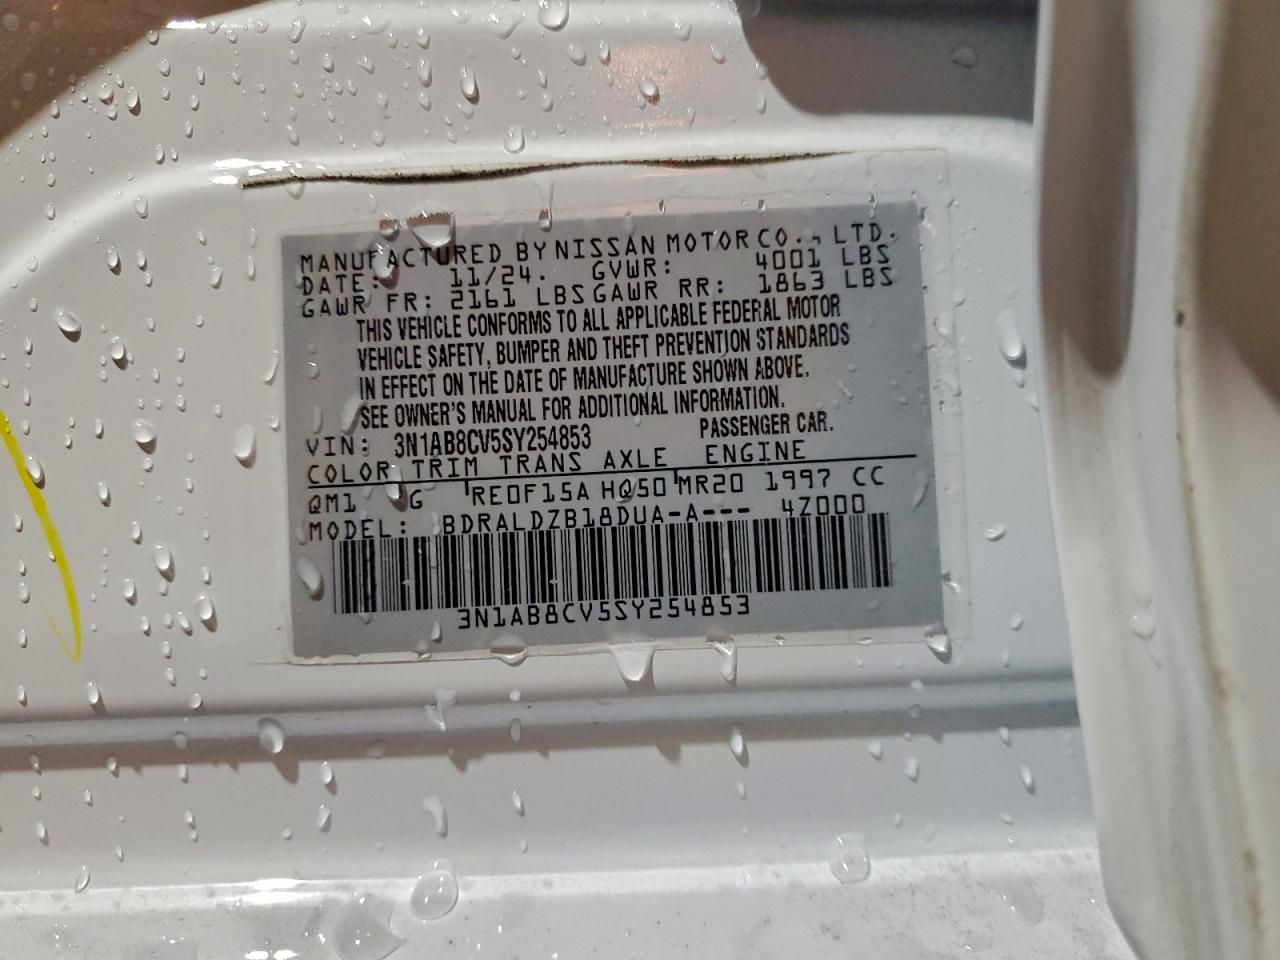 MANUFACTURED BY NISSAN MOTOR CO., LTD.
DATE: 11/24. GVWR: 4001 LBS
GAWR FR: 2161 LBS GAWR RR: 1863 LBS
THIS VEHICLE CONFORMS TO ALL APPLICABLE FEDERAL MOTOR
VEHICLE SAFETY, BUMPER AND THEFT PREVENTION STANDARDS
IN EFFECT ON THE DATE OF MANUFACTURE SHOWN ABOVE.
SEE OWNER'S MANUAL FOR ADDITIONAL INFORMATION.
VIN: 3N1AB8CV5SY254853 PASSENGER CAR.
COLOR TRIM TRANS AXLE ENGINE
QM1 G RE0F15A HQ50 MR20 1997 CC
MODEL: BDRALDZB18DUA-A--- 4Z000
3N1AB8CV5SY254853